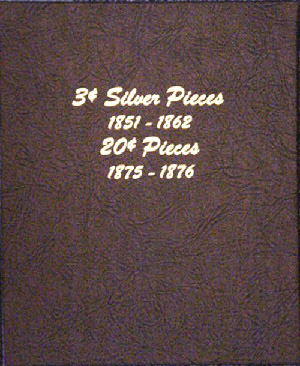 3¢ Silver Pieces
1851 - 1862
20¢ Pieces
1875 - 1876